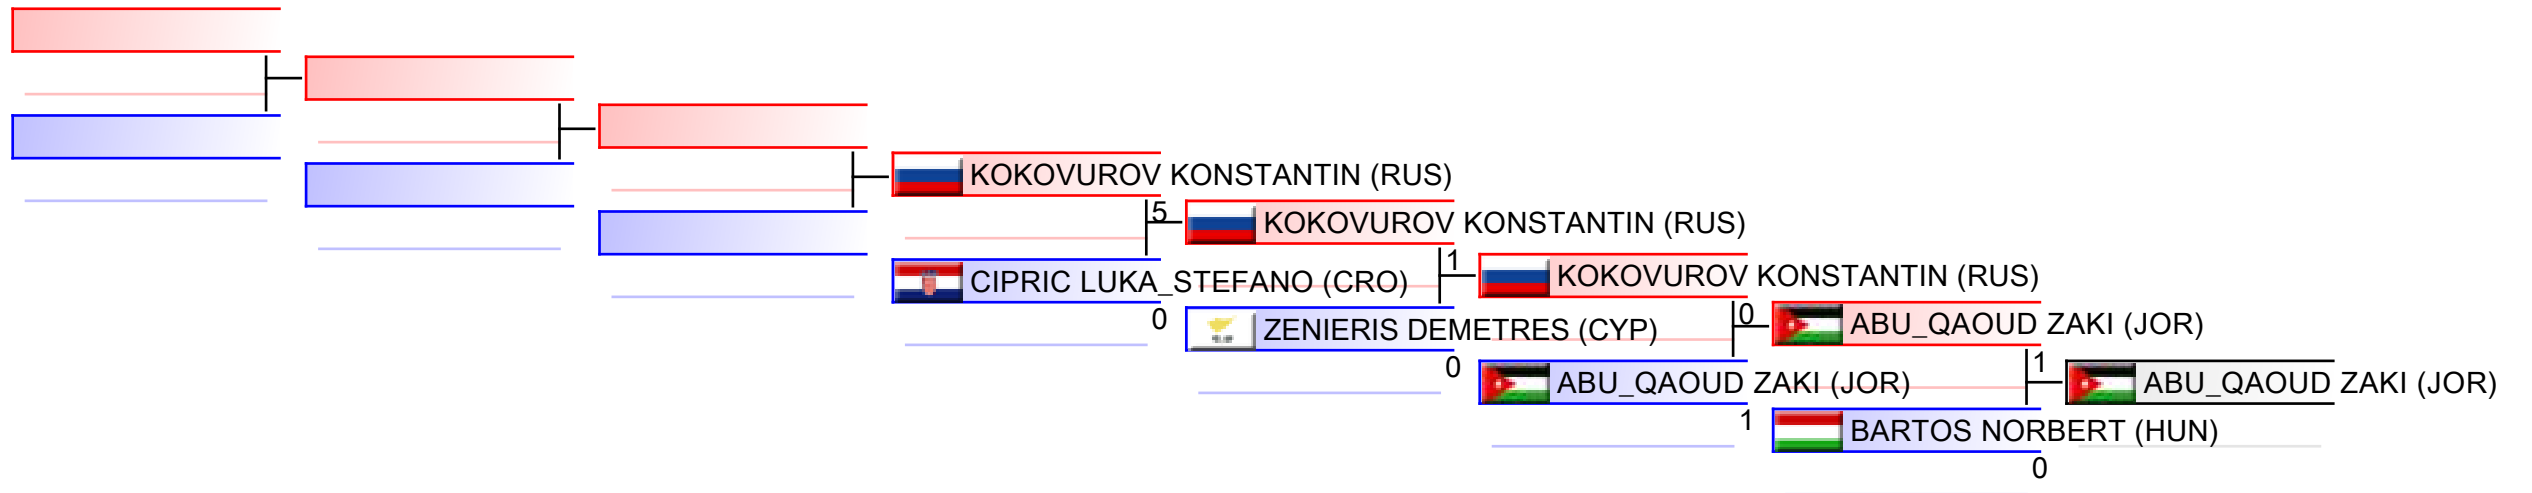 KOKOVUROV KONSTANTIN (RUS)
5
KOKOVUROV KONSTANTIN (RUS)
CIPRIC LUKA_STEFANO (CRO)
0
1
KOKOVUROV KONSTANTIN (RUS)
ZENIERIS DEMETRES (CYP)
0
0
ABU_QAOUD ZAKI (JOR)
ABU_QAOUD ZAKI (JOR)
1
1
ABU_QAOUD ZAKI (JOR)
BARTOS NORBERT (HUN)
0